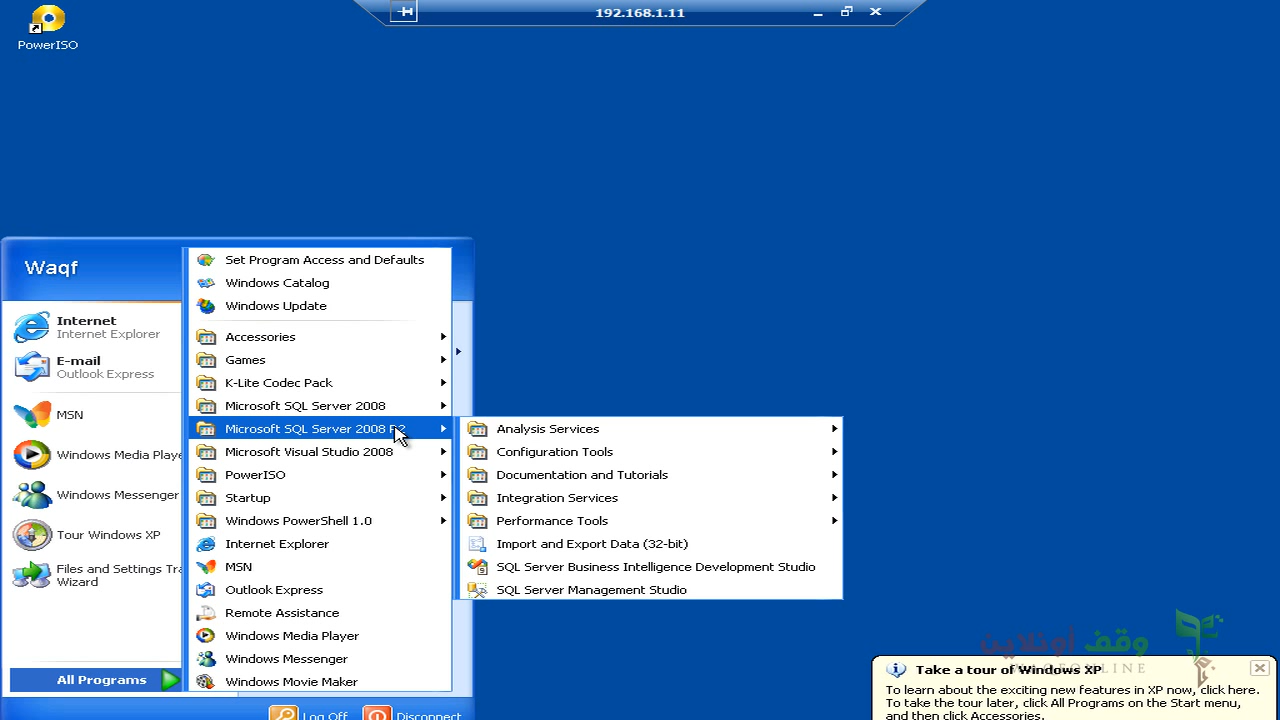 192.168.1.11
PowerISO
Waqf
Internet
Internet Explorer
E-mail
Outlook Express
MSN
Windows Media Playe
Windows Messenger
Tour Windows XP
Files and Settings Tra
Wizard
All Programs
Set Program Access and Defaults
Windows Catalog
Windows Update
Accessories
Games
K-Lite Codec Pack
Microsoft SQL Server 2008
Microsoft SQL Server 2008 R2
Microsoft Visual Studio 2008
PowerISO
Startup
Windows PowerShell 1.0
Internet Explorer
MSN
Outlook Express
Remote Assistance
Windows Media Player
Windows Messenger
Windows Movie Maker
Analysis Services
Configuration Tools
Documentation and Tutorials
Integration Services
Performance Tools
Import and Export Data (32-bit)
SQL Server Business Intelligence Development Studio
SQL Server Management Studio
Log Off
Disconnect
وقف أونلاين
Take a tour of Windows XP
To learn about the exciting new features in XP now, click here.
To take the tour later, click All Programs on the Start menu,
and then click Accessories.